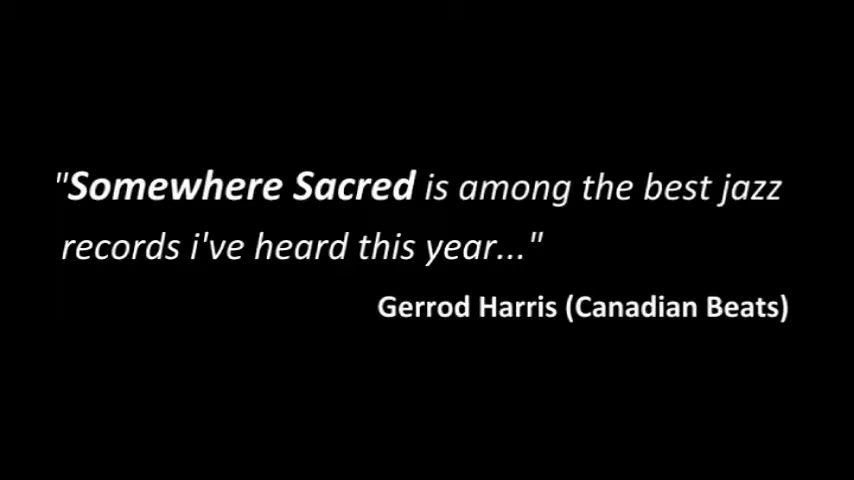 "Somewhere Sacred is among the best jazz
records i've heard this year..."
Gerrod Harris (Canadian Beats)